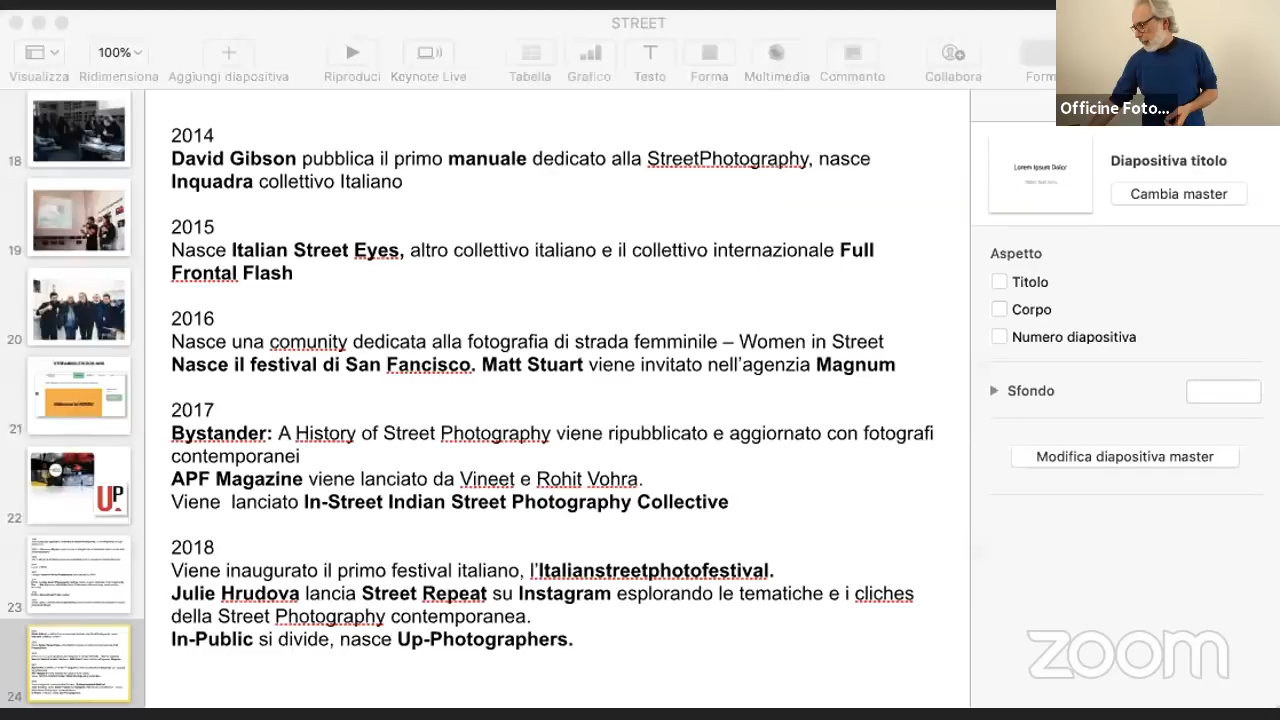 STREET
100%
Visualizza
Ridimensiona
Aggiungi diapositiva
Riproduci
Keynote Live
Tabella
Grafico
Testo
Forma
Multimedia
Commento
Collabora
Form
Officine Foto...
18
19
20
21
22
UP
23
24
2014
David Gibson pubblica il primo manuale dedicato alla StreetPhotography, nasce
Inquadra collettivo italiano
2015
Nasce Italian Street Eyes, altro collettivo italiano e il collettivo internazionale Full
Frontal Flash
2016
Nasce una comunity dedicata alla fotografia di strada femminile – Women in Street
Nasce il festival di San Fancisco. Matt Stuart viene invitato nell'agenzia Magnum
2017
Bystander: A History of Street Photography viene ripubblicato e aggiornato con fotografi
contemporanei
APF Magazine viene lanciato da Vineet e Rohit Vohra.
Viene lanciato In-Street Indian Street Photography Collective
2018
Viene inaugurato il primo festival italiano, l'Italianstreetphotofestival.
Julie Hrudova lancia Street Repeat su Instagram esplorando le tematiche e i cliches
della Street Photography contemporanea.
In-Public si divide, nasce Up-Photographers.
Lorem Ipsum Dolor
Diapositiva titolo
Cambia master
Aspetto
Titolo
Corpo
Numero diapositiva
Sfondo
Modifica diapositiva master
zoom